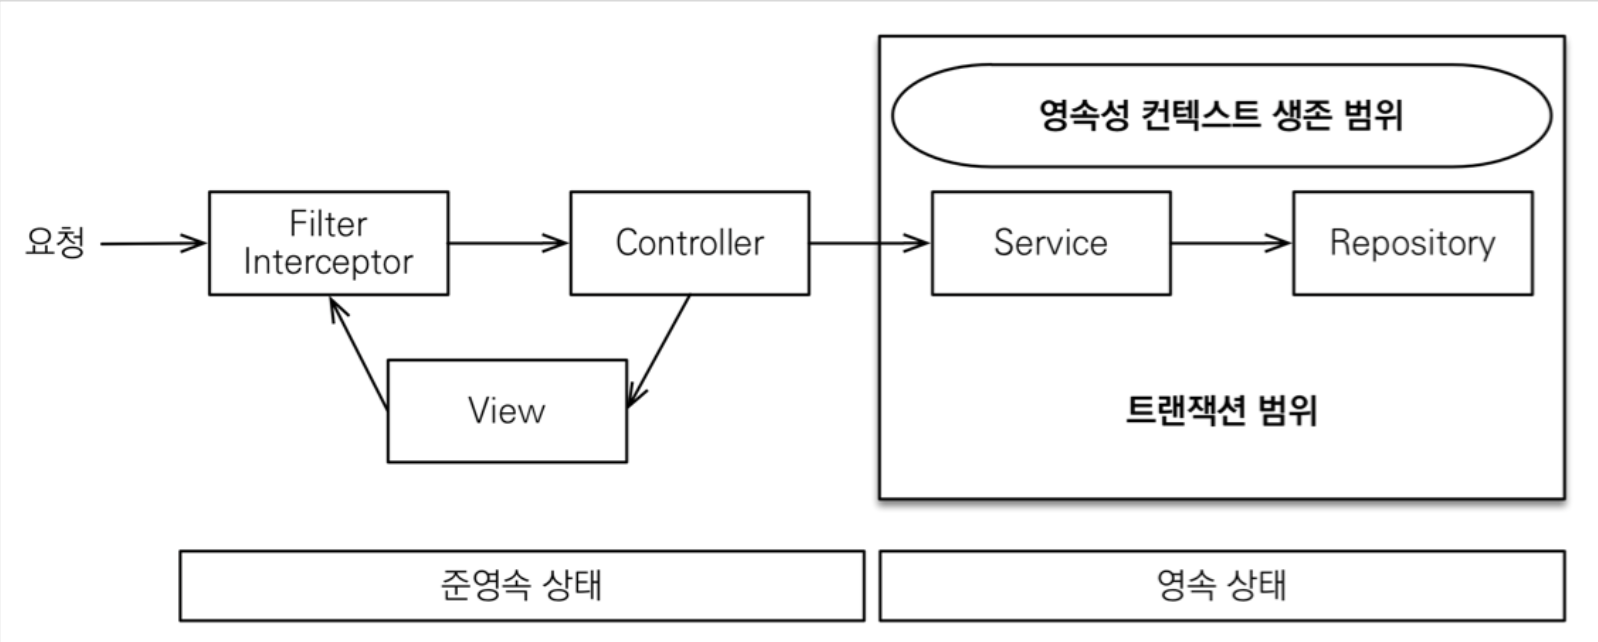 영속성 컨텍스트 생존 범위
요청
Filter
Interceptor
Controller
Service
Repository
View
트랜잭션 범위
준영속 상태
영속 상태